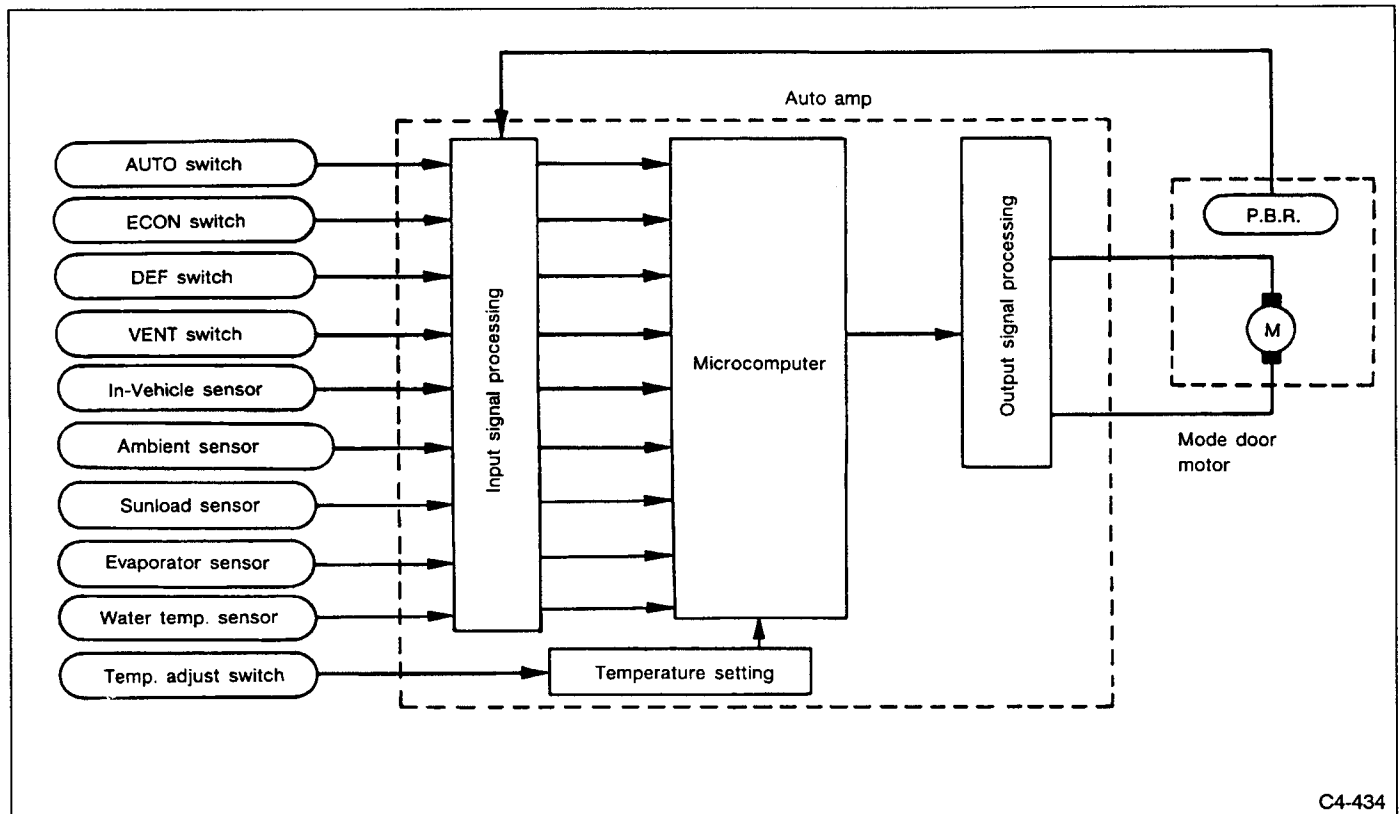 Auto amp
AUTO switch
ECON switch
DEF switch
VENT switch
In-Vehicle sensor
Ambient sensor
Sunload sensor
Evaporator sensor
Water temp. sensor
Temp. adjust switch
Input signal processing
Microcomputer
Temperature setting
Output signal processing
P.B.R.
M
Mode door
motor
C4-434